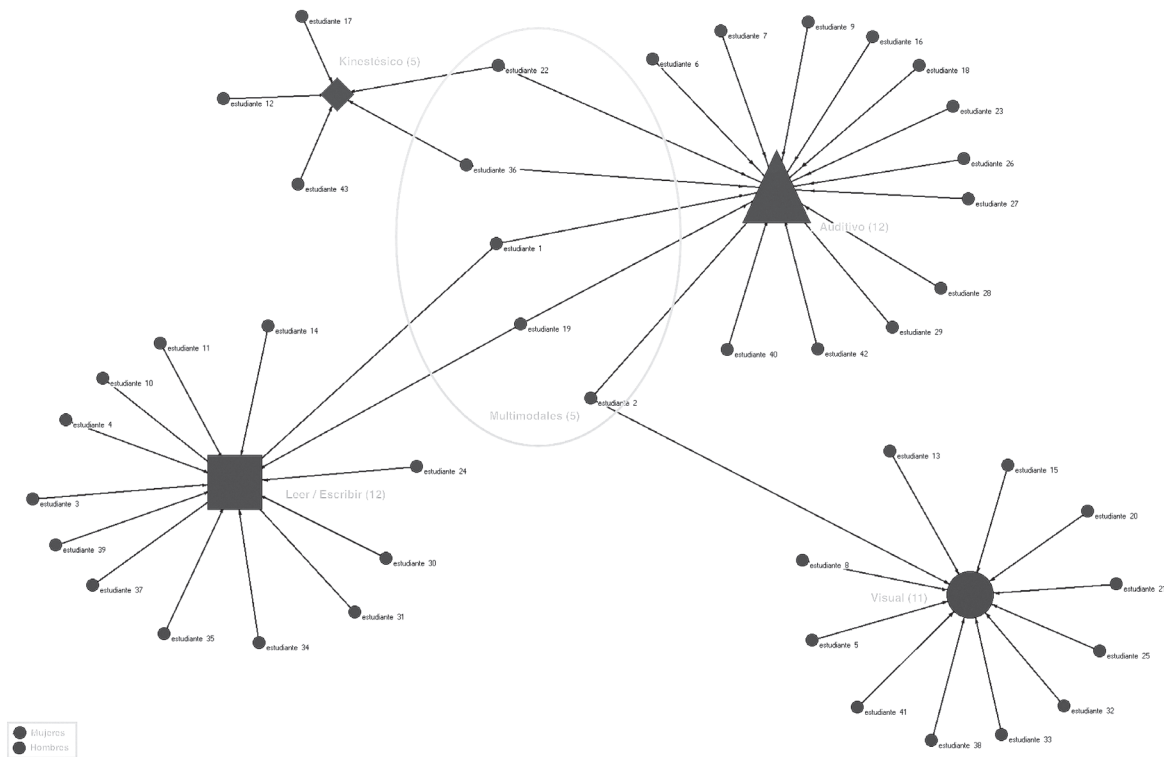 estudiante 17
Kinestésico (5)
estudiante 22
estudiante 12
estudiante 36
estudiante 43
estudiante 9
estudiante 7
estudiante 16
estudiante 6
estudiante 18
estudiante 23
estudiante 26
estudiante 27
Auditivo (12)
estudiante 28
estudiante 29
estudiante 42
estudiante 40
estudiante 1
estudiante 19
estudiante 2
Multimodales (5)
estudiante 14
estudiante 11
estudiante 10
estudiante 4
estudiante 24
Leer / Escribir (12)
estudiante 3
estudiante 39
estudiante 30
estudiante 37
estudiante 31
estudiante 35
estudiante 34
estudiante 13
estudiante 15
estudiante 20
estudiante 8
estudiante 21
Visual (11)
estudiante 5
estudiante 25
estudiante 41
estudiante 32
estudiante 33
estudiante 38
Mujeres
Hombres